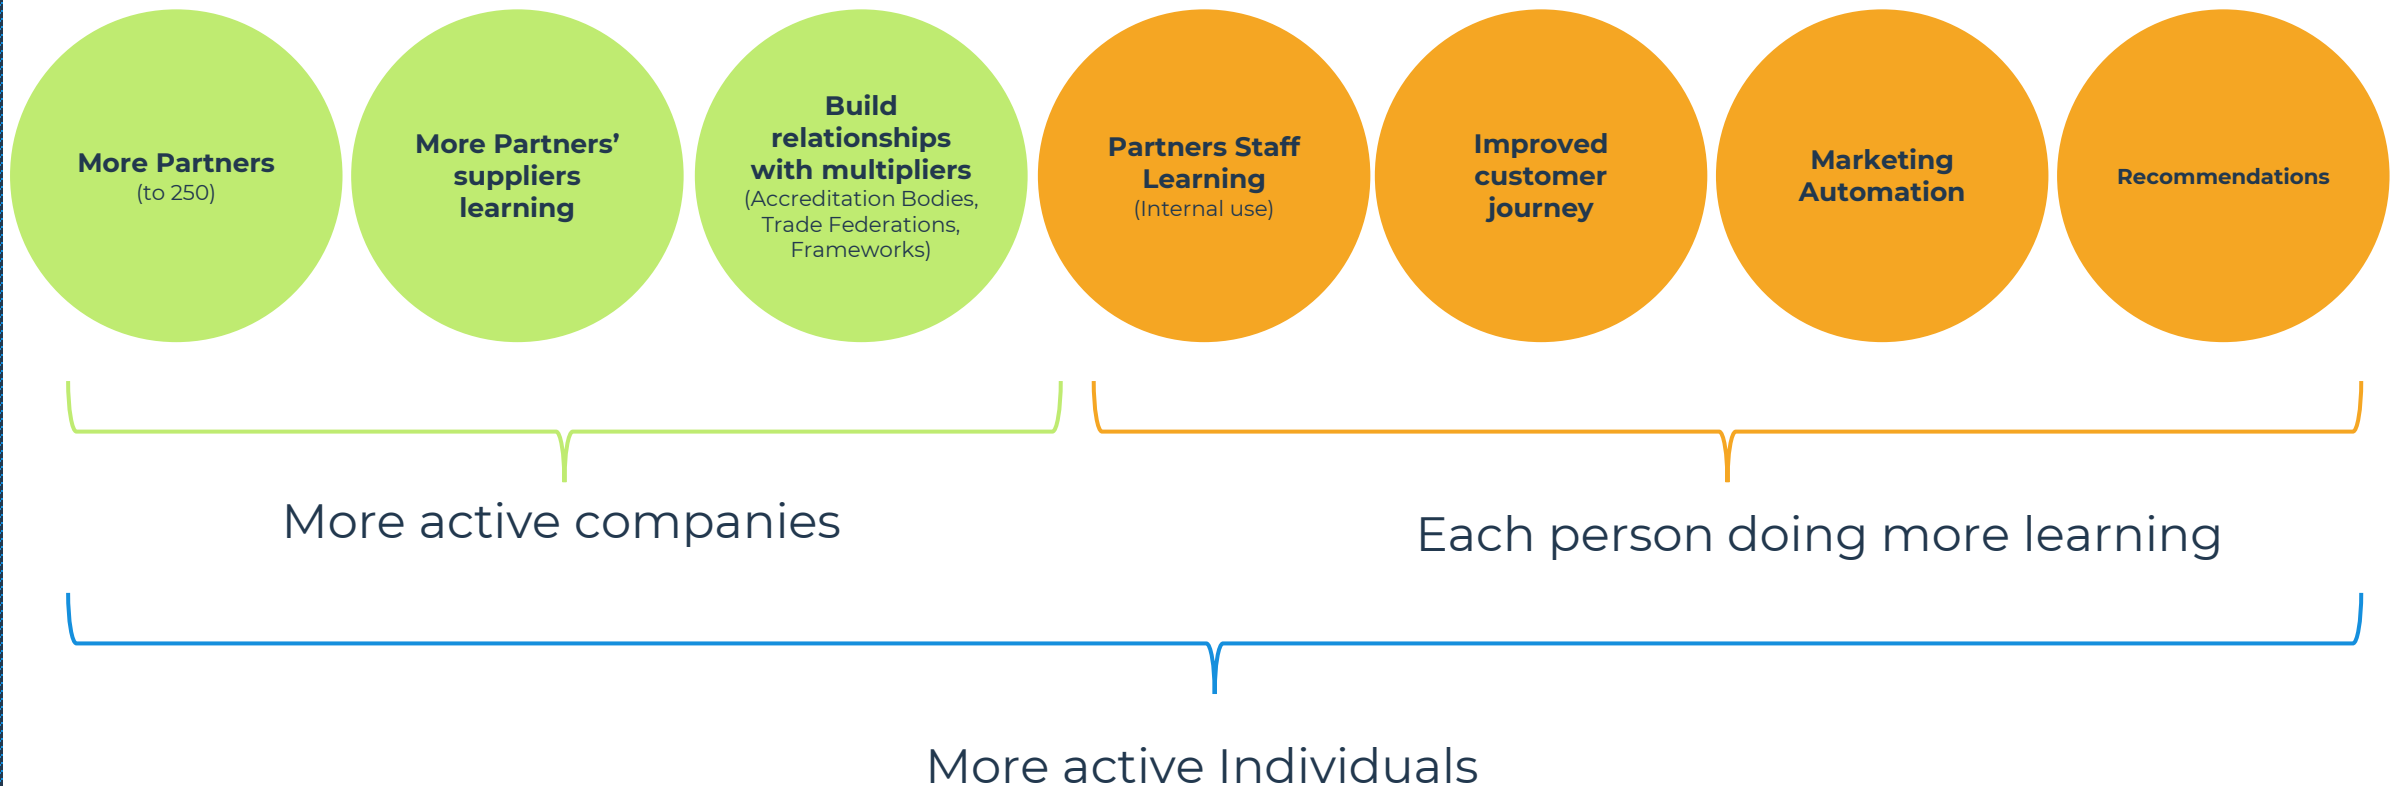 More Partners
(to 250)
More Partners’
suppliers
learning
Build
relationships
with multipliers
(Accreditation Bodies,
Trade Federations,
Frameworks)
Partners Staff
Learning
(Internal use)
Improved
customer
journey
Marketing
Automation
Recommendations
More active companies
Each person doing more learning
More active Individuals